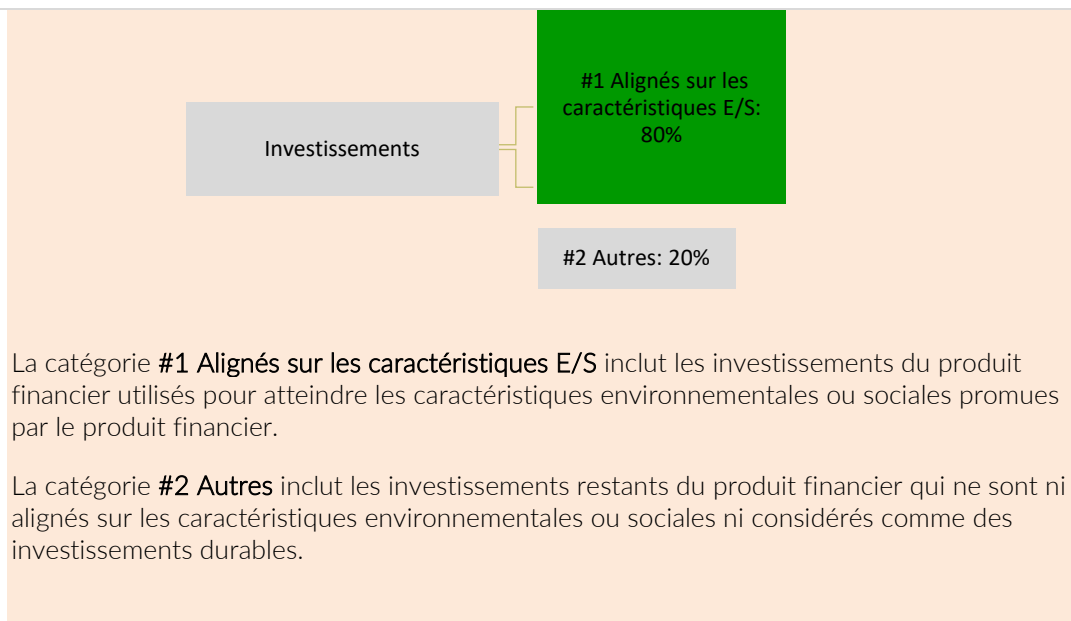 #1 Alignés sur les
caractéristiques E/S:
80%
Investissements
#2 Autres: 20%
La catégorie #1 Alignés sur les caractéristiques E/S inclut les investissements du produit
financier utilisés pour atteindre les caractéristiques environnementales ou sociales promues
par le produit financier.
La catégorie #2 Autres inclut les investissements restants du produit financier qui ne sont ni
alignés sur les caractéristiques environnementales ou sociales ni considérés comme des
investissements durables.